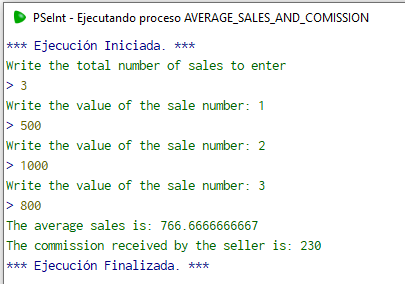 PSeInt - Ejecutando proceso AVERAGE_SALES_AND_COMISSION
*** Ejecución Iniciada. ***
Write the total number of sales to enter
> 3
Write the value of the sale number: 1
> 500
Write the value of the sale number: 2
> 1000
Write the value of the sale number: 3
> 800
The average sales is: 766.6666666667
The commission received by the seller is: 230
*** Ejecución Finalizada. ***